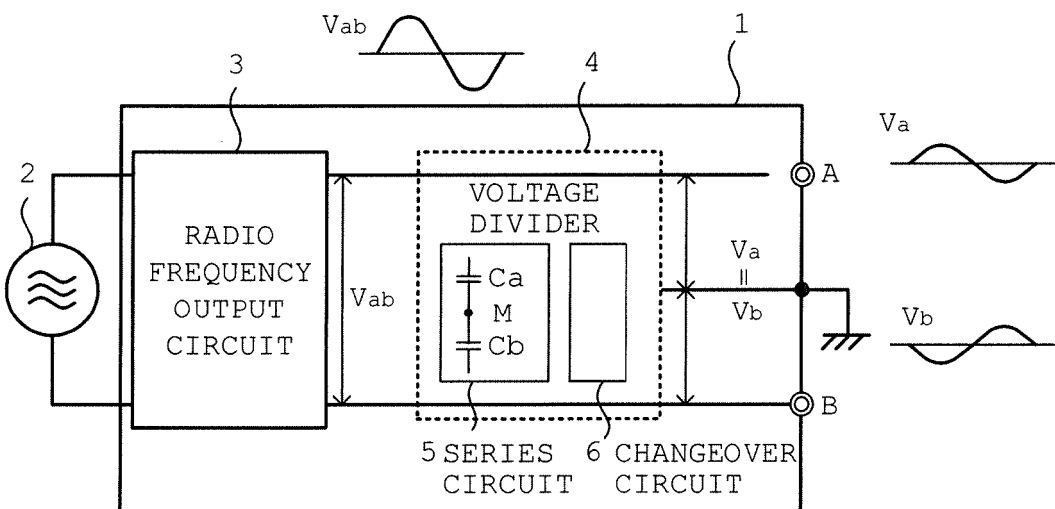 Vab
1
3
4
Va
2
A
VOLTAGE
DIVIDER
RADIO
FREQUENCY
OUTPUT
CIRCUIT
Vab
Ca
M
Cb
Va
=
Vb
Vb
B
5 SERIES
CIRCUIT
6 CHANGEOVER
CIRCUIT